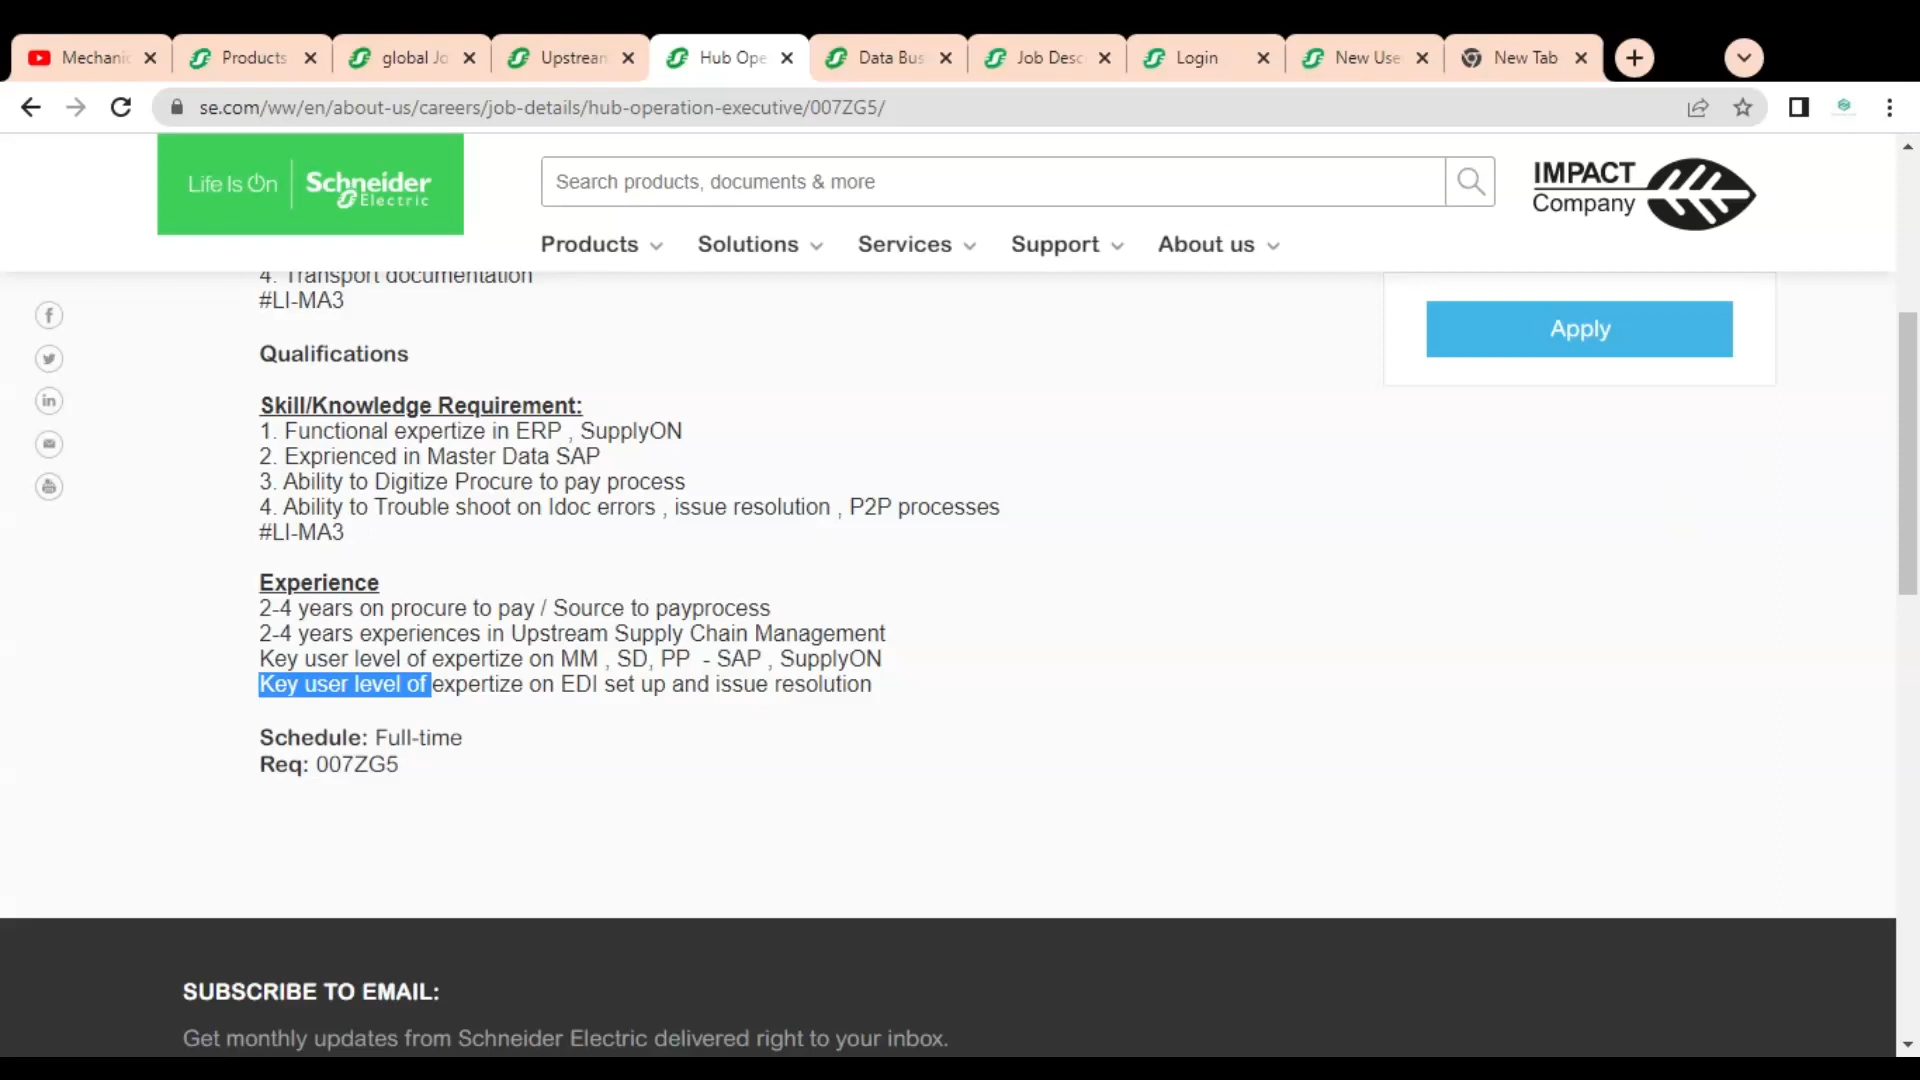 Mechanic
Products
global Jo
Upstream
Hub Ope
Data Bus
Job Desc
Login
New Use
New Tab
se.com/ww/en/about-us/careers/job-details/hub-operation-executive/007ZG5/
Life Is On
Schneider
Electric
Search products, documents & more
IMPACT
Company
Products
Solutions
Services
Support
About us
4. Transport documentation
#LI-MA3
Apply
Qualifications
Skill/Knowledge Requirement:
1. Functional expertize in ERP , SupplyON
2. Exprienced in Master Data SAP
3. Ability to Digitize Procure to pay process
4. Ability to Trouble shoot on Idoc errors , issue resolution , P2P processes
#LI-MA3
Experience
2-4 years on procure to pay / Source to payprocess
2-4 years experiences in Upstream Supply Chain Management
Key user level of expertize on MM , SD, PP  - SAP , SupplyON
Key user level of expertize on EDI set up and issue resolution
Schedule: Full-time
Req: 007ZG5
SUBSCRIBE TO EMAIL:
Get monthly updates from Schneider Electric delivered right to your inbox.